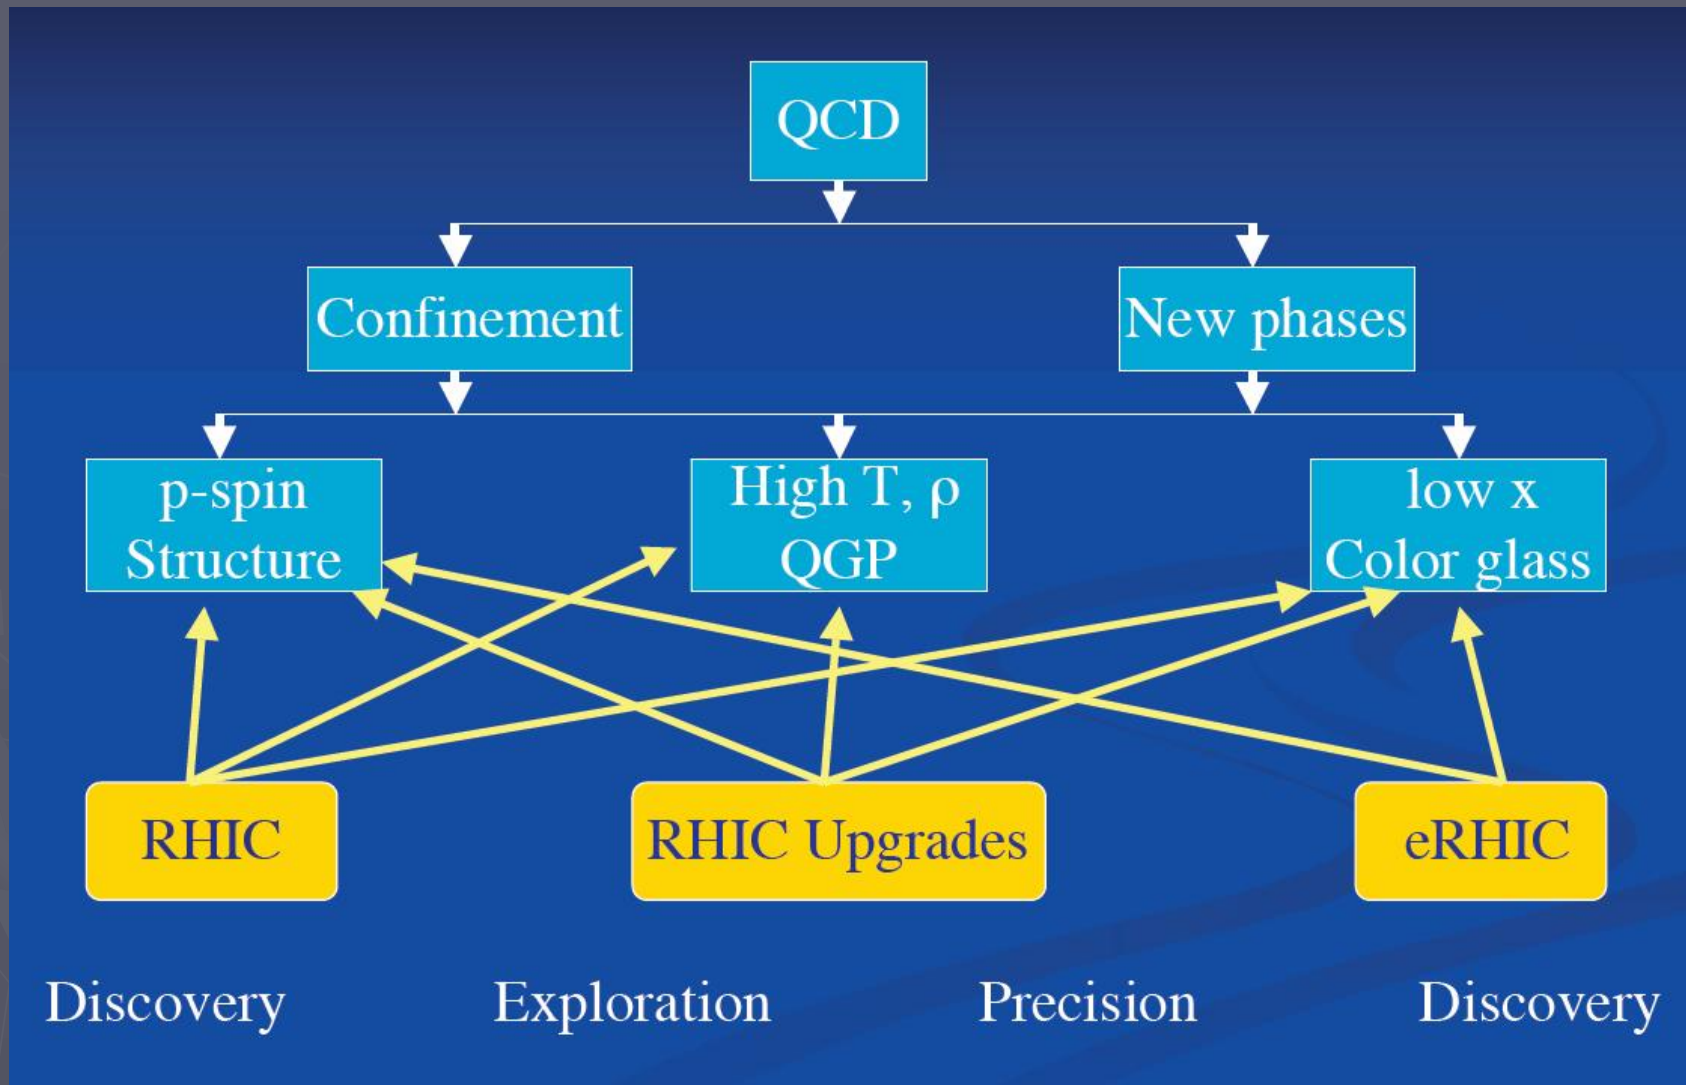 QCD
Confinement
New phases
p-spin
Structure
High T, ρ
QGP
low x
Color glass
RHIC
RHIC Upgrades
eRHIC
Discovery
Exploration
Precision
Discovery